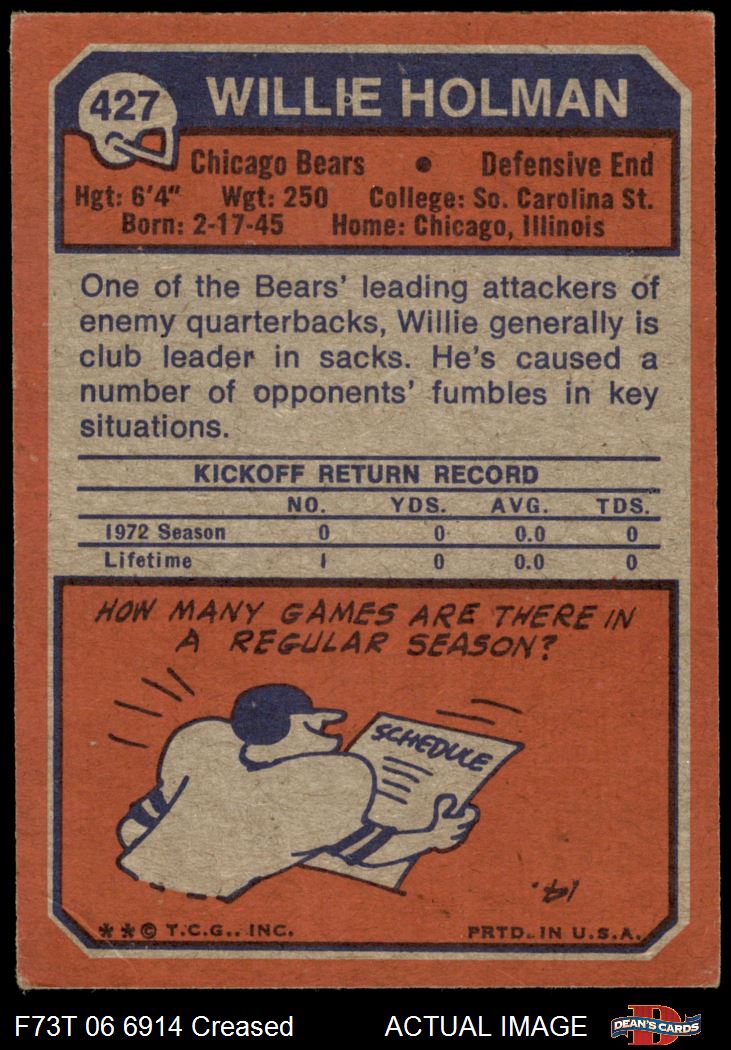 427
WILLIE HOLMAN
Chicago Bears • Defensive End
Hgt: 6'4" Wgt: 250 College: So. Carolina St.
Born: 2-17-45 Home: Chicago, Illinois
One of the Bears' leading attackers of
enemy quarterbacks, Willie generally is
club leader in sacks. He's caused a
number of opponents' fumbles in key
situations.
KICKOFF RETURN RECORD
NO. YDS. AVG. TDS.
1972 Season 0 0 0.0 0
Lifetime 1 0 0.0 0
HOW MANY GAMES ARE THERE IN
A REGULAR SEASON?
SCHEDULE
14.
** © T.C.G., INC. PRTD. IN U.S.A.
F73T 06 6914 Creased ACTUAL IMAGE DEAN'S CARDS